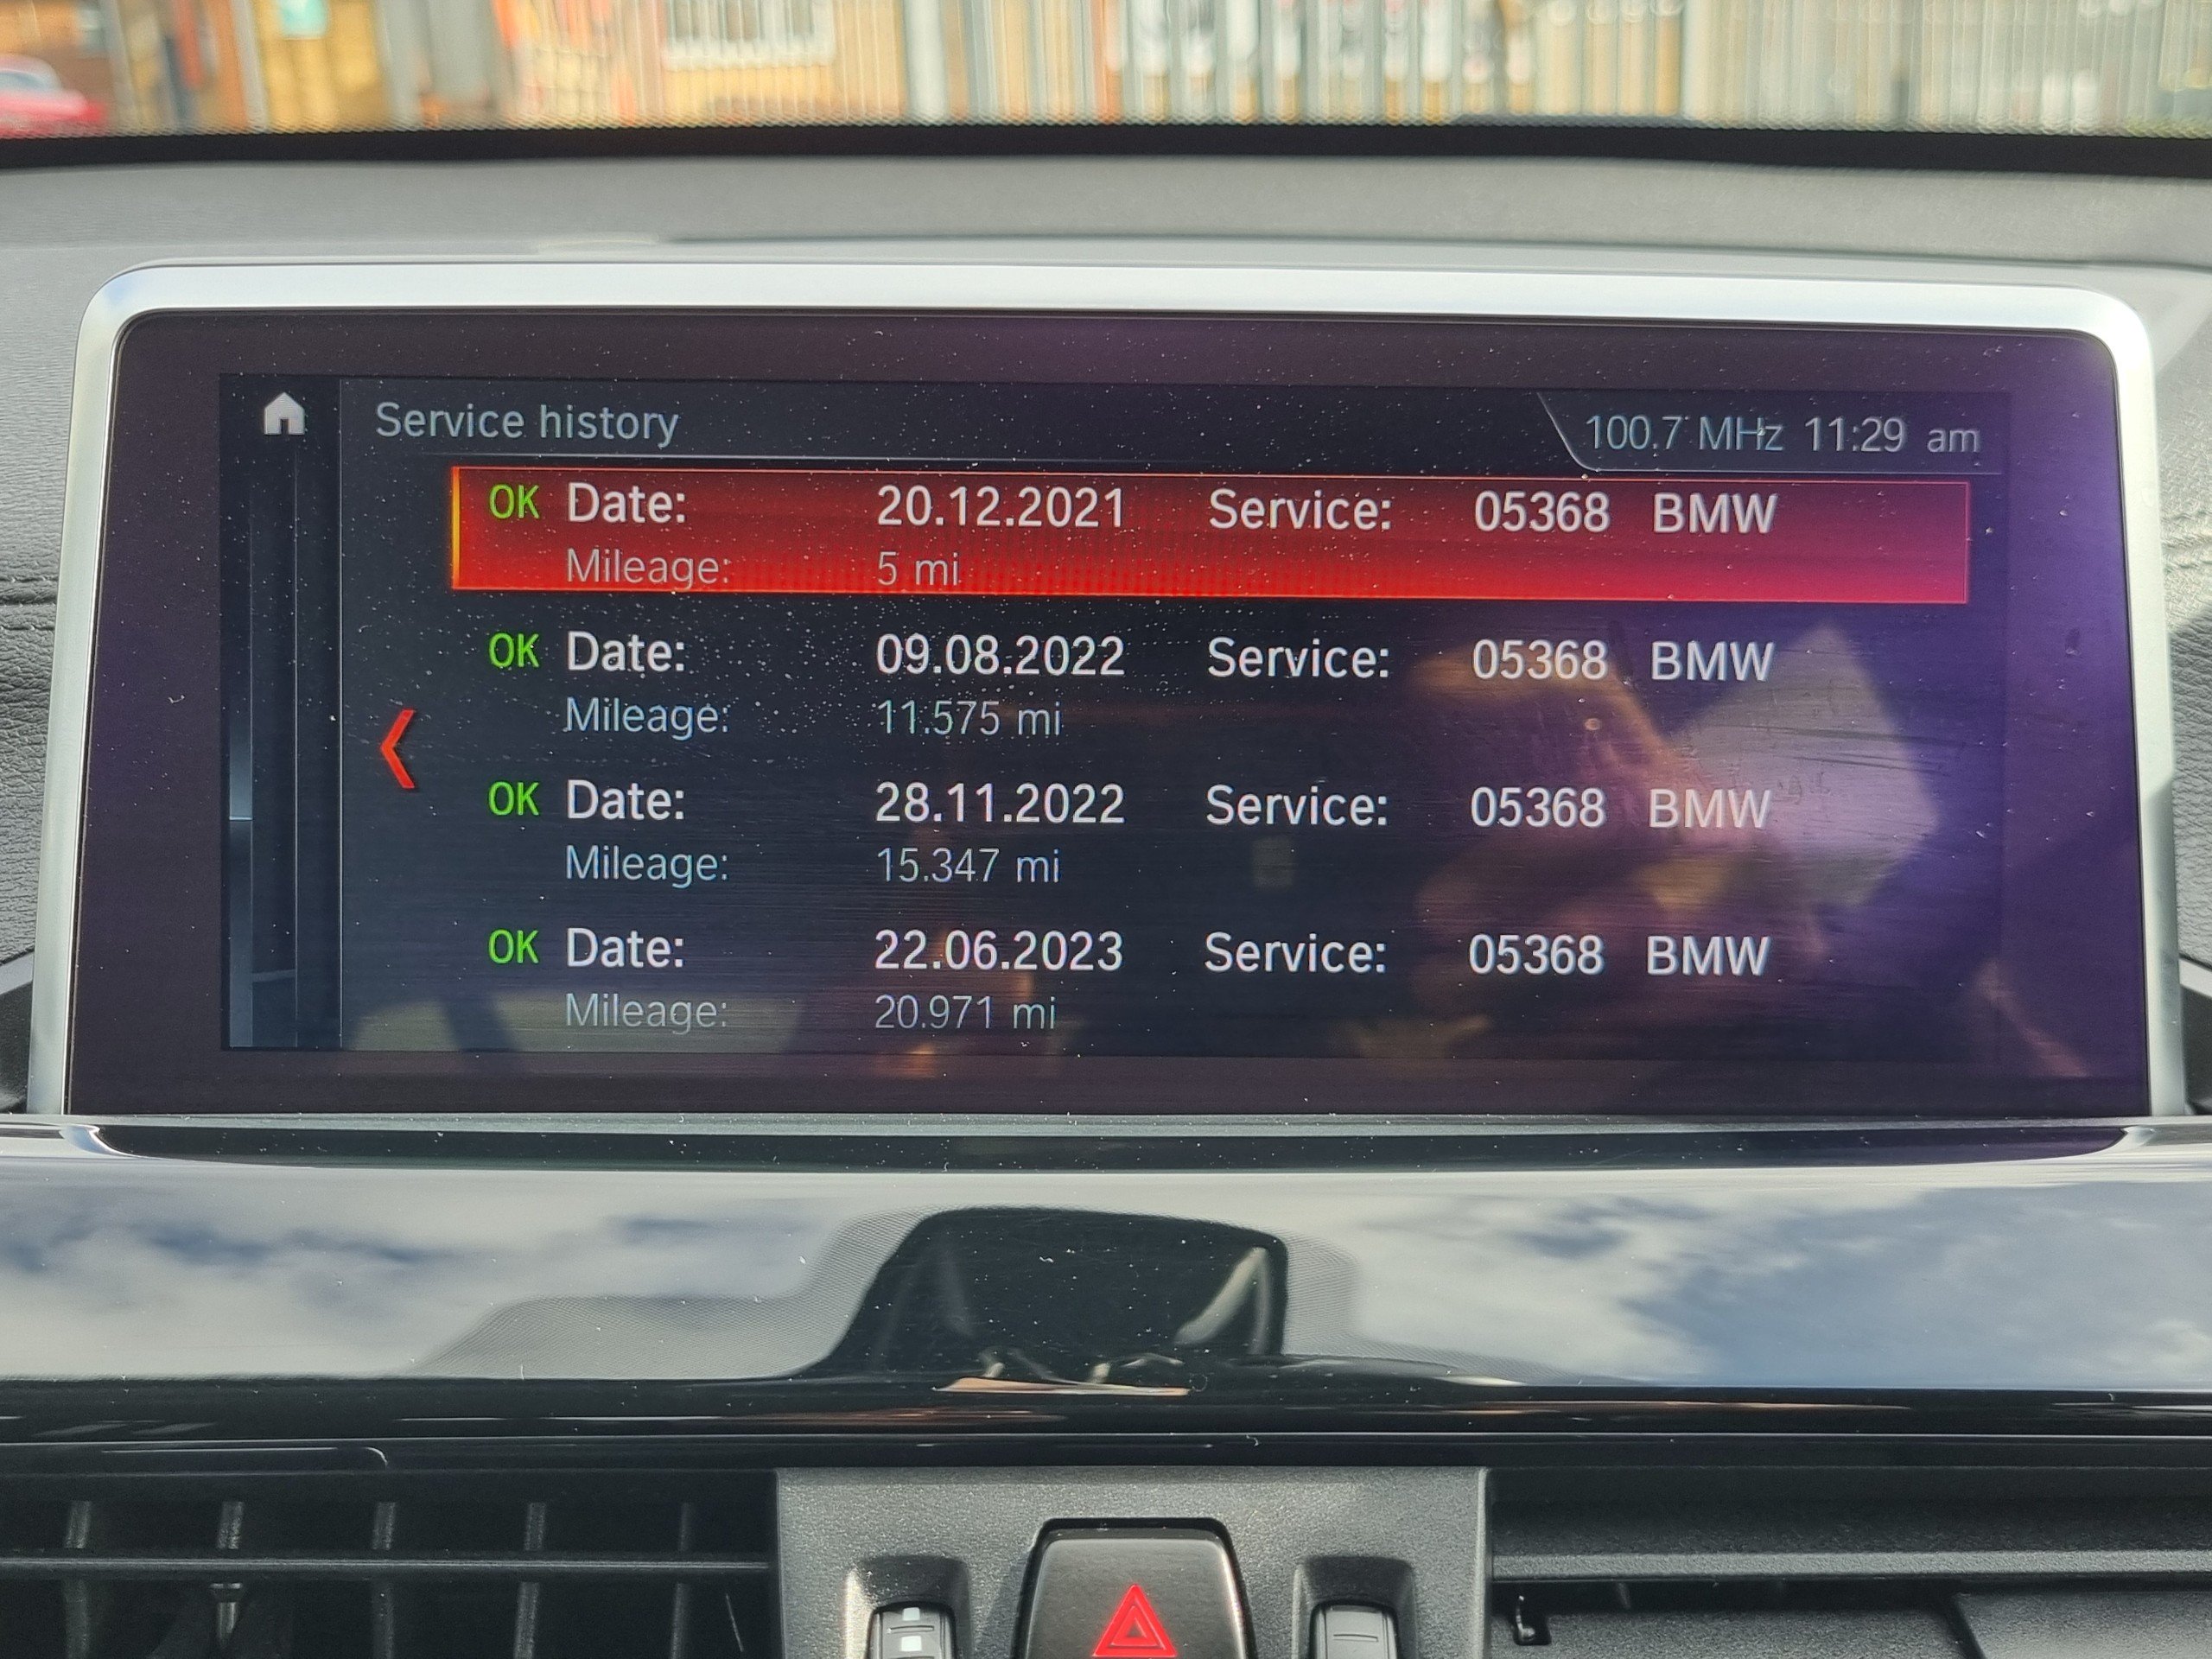 Service history 100.7 MHz 11:29 am
OK Date: 20.12.2021 Service: 05368 BMW
Mileage: 5 mi
OK Date: 09.08.2022 Service: 05368 BMW
Mileage: 11.575 mi
OK Date: 28.11.2022 Service: 05368 BMW
Mileage: 15.347 mi
OK Date: 22.06.2023 Service: 05368 BMW
Mileage: 20.971 mi